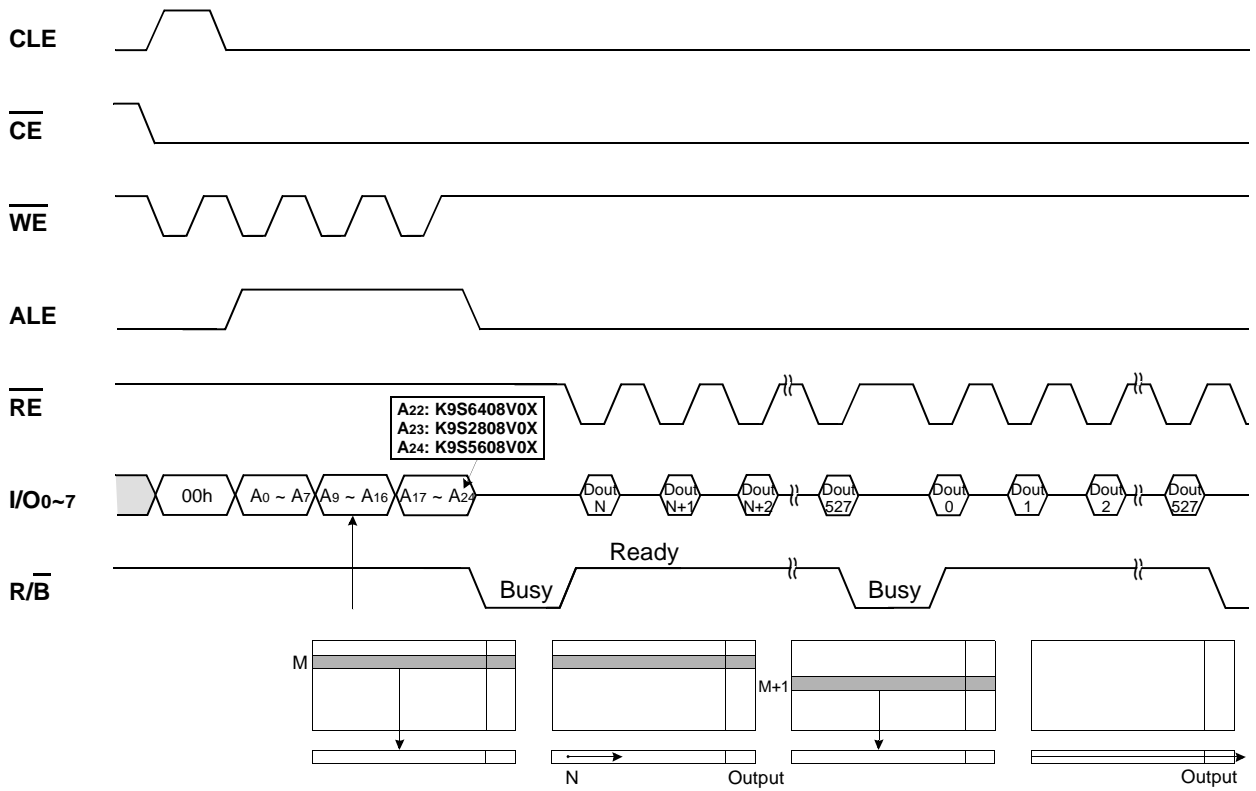 CLE
CE
WE
ALE
RE
A22: K9S6408V0X
A23: K9S2808V0X
A24: K9S5608V0X
I/O0~7
00h
A0 ~ A7
A9 ~ A16
A17 ~ A24
Dout
N
Dout
N+1
Dout
N+2
Dout
527
Dout
0
Dout
1
Dout
2
Dout
527
R/B
Busy
Ready
Busy
M
M+1
N
Output
Output